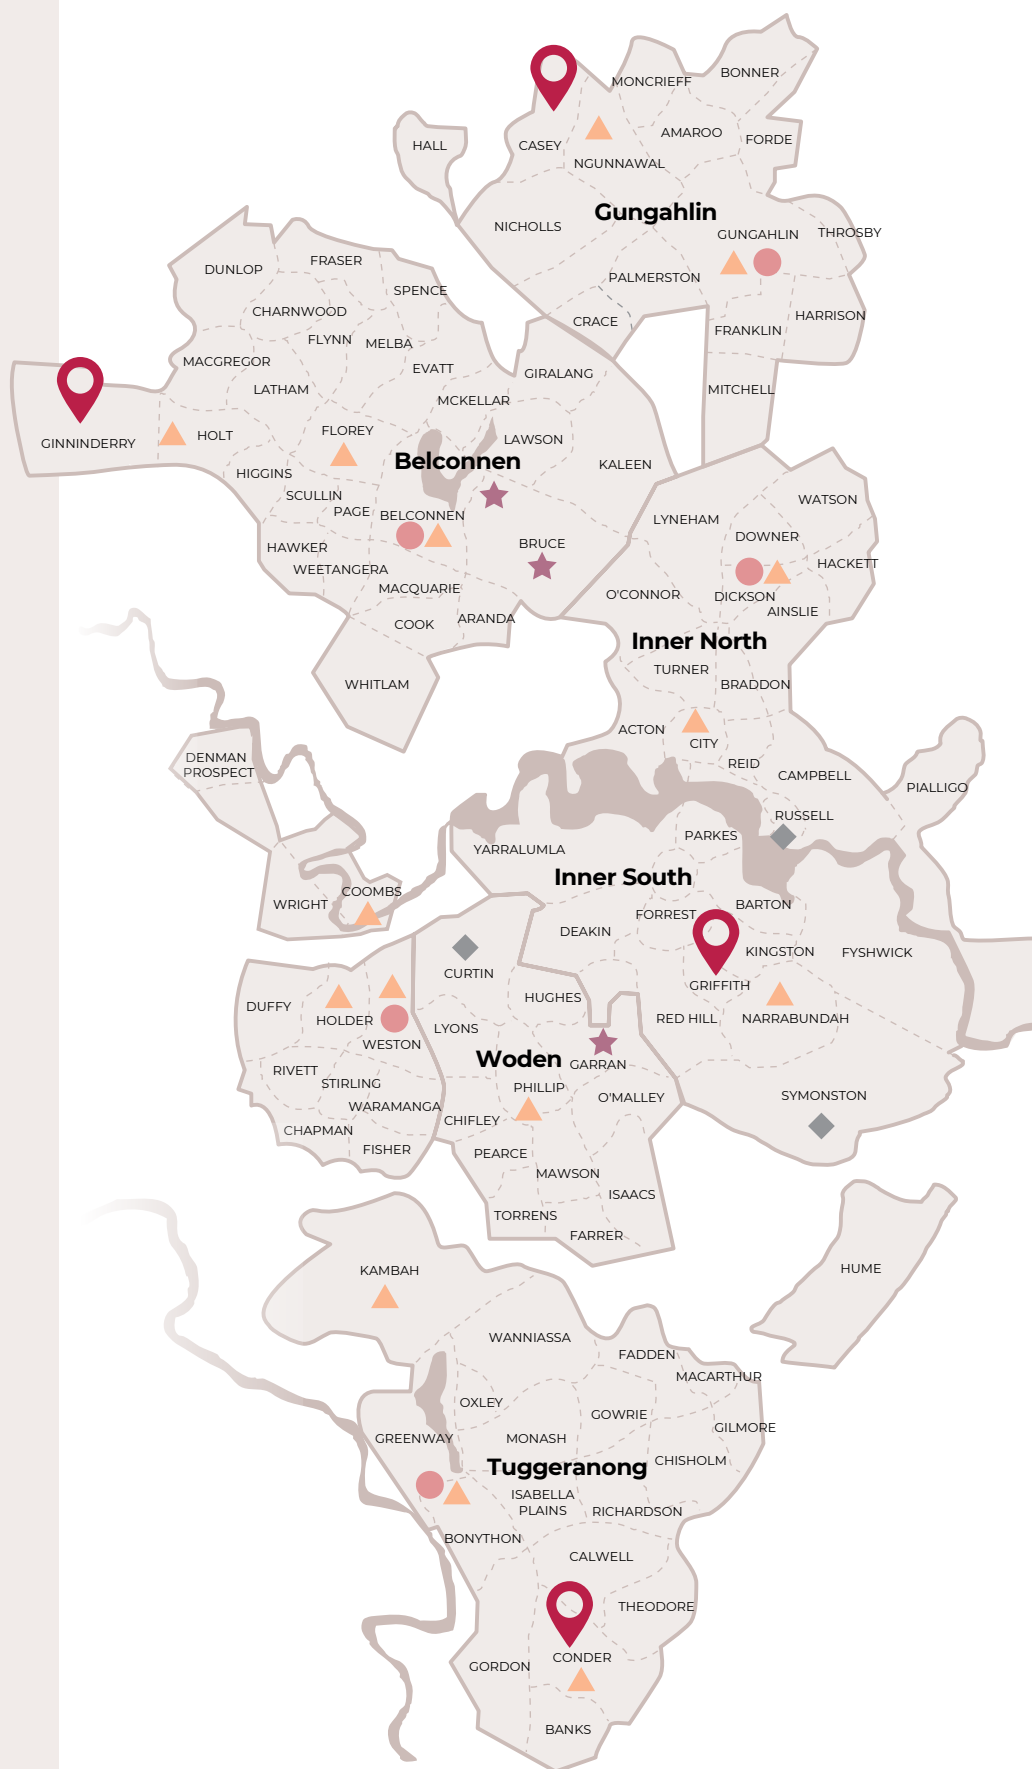 MONCRIEFF
BONNER
HALL
CASEY
AMAROO
FORDE
NGUNNAWAL
Gungahlin
NICHOLLS
GUNGAHLIN
THROSBY
PALMERSTON
CRACE
HARRISON
FRANKLIN
MITCHELL
DUNLOP
FRASER
SPENCE
CHARNWOOD
FLYNN
MELBA
MACGREGOR
EVATT
GIRALANG
LATHAM
MCKELLAR
GINNINDERRY
HOLT
FLOREY
LAWSON
Belconnen
KALEEN
HIGGINS
SCULLIN
PAGE
BELCONNEN
BRUCE
HAWKER
WEETANGERA
MACQUARIE
COOK
ARANDA
WHITLAM
WATSON
LYNEHAM
DOWNER
HACKETT
O'CONNOR
DICKSON
AINSLIE
Inner North
TURNER
BRADDON
ACTON
CITY
REID
CAMPBELL
PIALLIGO
RUSSELL
DENMAN
PROSPECT
PARKES
YARRALUMLA
Inner South
COOMBS
WRIGHT
FORREST
BARTON
DEAKIN
KINGSTON
FYSHWICK
GRIFFITH
RED HILL
NARRABUNDAH
SYMONSTON
CURTIN
HUGHES
DUFFY
HOLDER
LYONS
WESTON
Woden
GARRAN
RIVETT
STIRLING
PHILLIP
O'MALLEY
WARAMANGA
CHIFLEY
CHAPMAN
FISHER
PEARCE
MAWSON
ISAACS
TORRENS
FARRER
HUME
KAMBAH
WANNIASSA
FADDEN
MACARTHUR
OXLEY
GOWRIE
GILMORE
GREENWAY
MONASH
CHISHOLM
Tuggeranong
ISABELLA
PLAINS
RICHARDSON
BONYTHON
CALWELL
THEODORE
CONDER
GORDON
BANKS